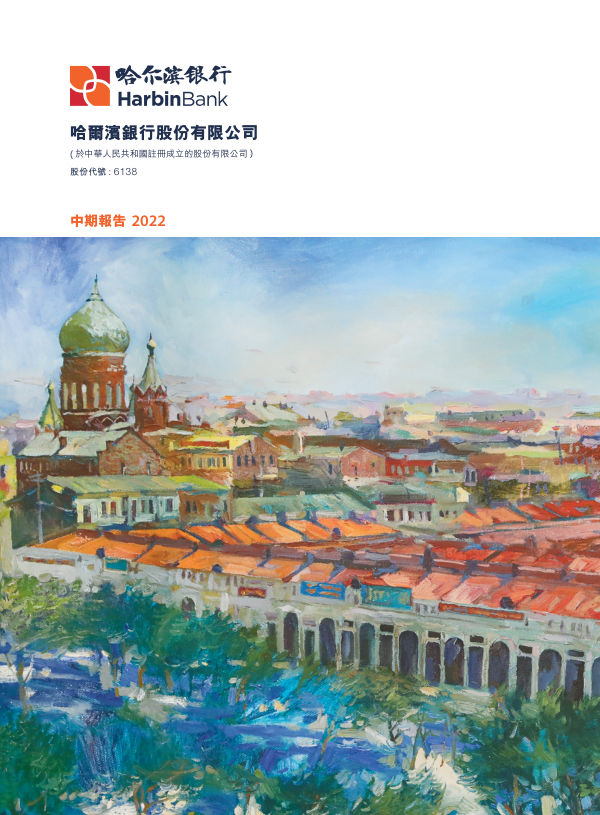 哈尔滨银行
HarbinBank
哈爾濱銀行股份有限公司
(於中華人民共和國註冊成立的股份有限公司)
股份代號 : 6138
中期報告 2022